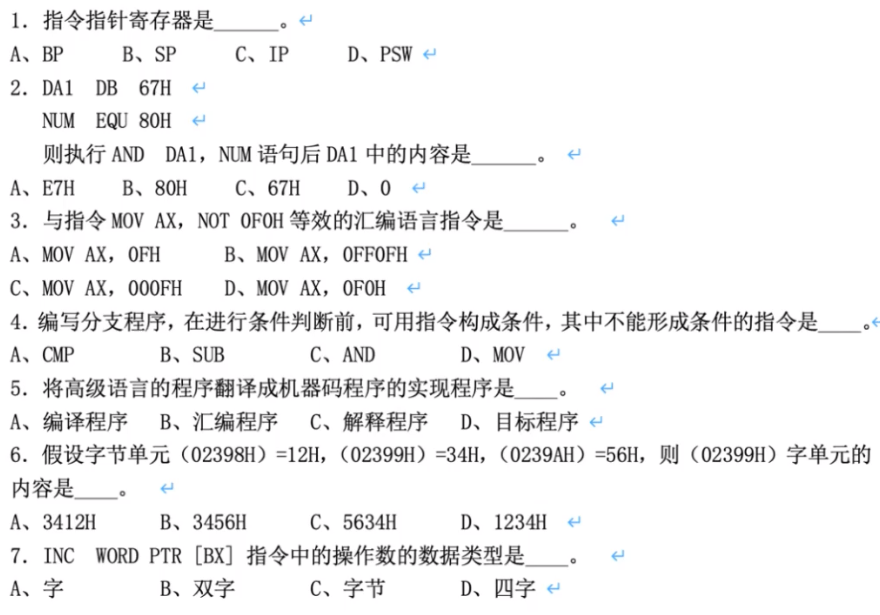 1. 指令指针寄存器是______。
A、BP B、SP C、IP D、PSW
2. DA1 DB 67H
NUM EQU 80H
则执行 AND DA1，NUM 语句后 DA1 中的内容是______。
A、E7H B、80H C、67H D、0
3. 与指令 MOV AX，NOT 0F0H 等效的汇编语言指令是______。
A、MOV AX，0FH B、MOV AX，0FF0FH
C、MOV AX，000FH D、MOV AX，0F0H
4. 编写分支程序，在进行条件判断前，可用指令构成条件，其中不能形成条件的指令是____。
A、CMP B、SUB C、AND D、MOV
5. 将高级语言的程序翻译成机器码程序的实现程序是____。
A、编译程序 B、汇编程序 C、解释程序 D、目标程序
6. 假设字节单元（02398H）=12H，（02399H）=34H，（0239AH）=56H，则（02399H）字单元的
内容是____。
A、3412H B、3456H C、5634H D、1234H
7. INC WORD PTR [BX] 指令中的操作数的数据类型是____。
A、字 B、双字 C、字节 D、四字